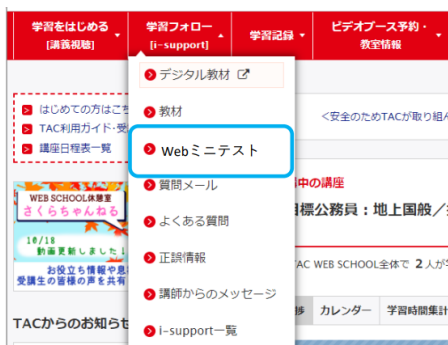 学習をはじめる
[講義視聴]
学習フォロー
[i-support]
学習記録
ビデオブース予約・
教室情報
デジタル教材
教材
Webミニテスト
質問メール
よくある質問
正誤情報
講師からのメッセージ
i-support一覧
はじめての方はこち
TAC利用ガイド・受
講座日程表一覧
<安全のためTACが取り組ん
WEB SCHOOL休憩室
さくらちゃんねる
10/18
動画更新しました!
お役立ち情報や息
受講生の皆様の声を共有
中の講座
目標公務員:地上国般/
TAC WEB SCHOOL全体で 2人が学
捗
カレンダー
学習時間集計
TACからのお知らせ